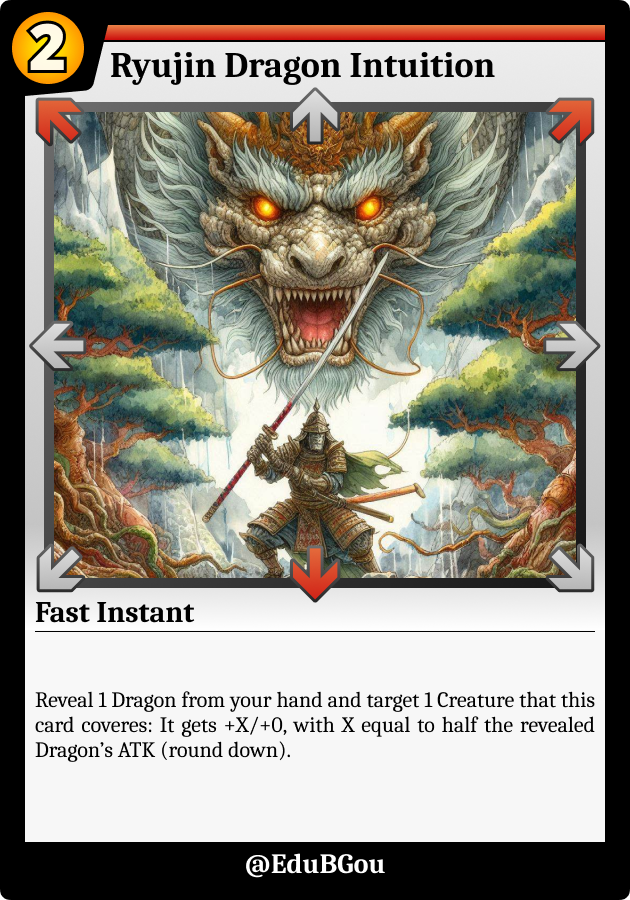 2
Ryujin Dragon Intuition
Fast Instant
Reveal 1 Dragon from your hand and target 1 Creature that this
card coveres: It gets +X/+0, with X equal to half the revealed
Dragon’s ATK (round down).
@EduBGou